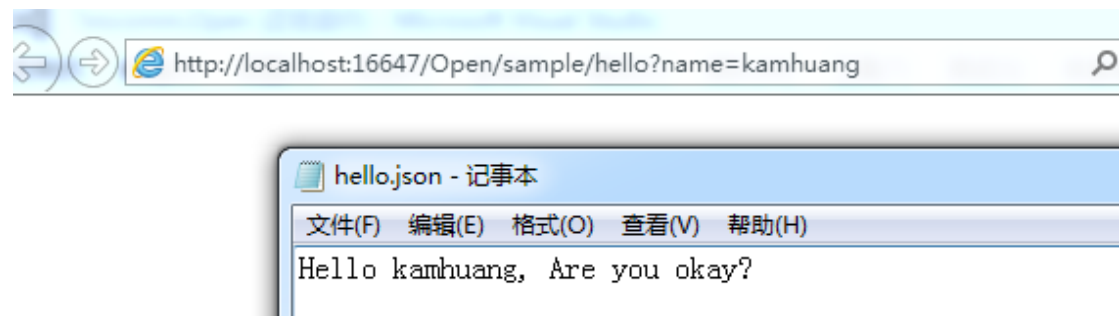 http://localhost:16647/Open/sample/hello?name=kamhuang
hello.json - 记事本
文件(F) 编辑(E) 格式(O) 查看(V) 帮助(H)
Hello kamhuang, Are you okay?